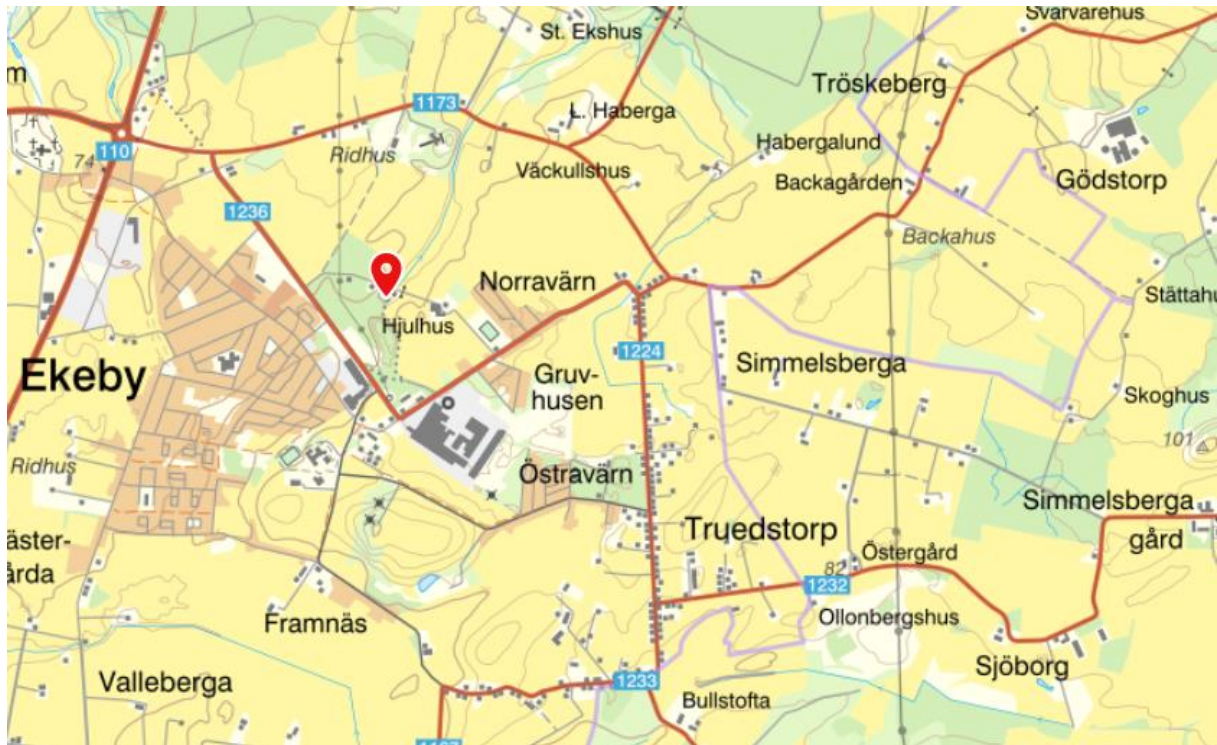 Svarvarehus
St. Ekshus
m
Tröskeberg
1173
L. Haberga
110
74
Ridhus
Habergalund
Väckullshus
Backagården
Gödstorp
1236
Backahus
Norravärn
Stättahu
Hjulhus
1224
Simmelsberga
Ekeby
Gruv-
husen
Skoghus
101
Ridhus
Östravärn
Simmelsberga
gård
Truedstorp
Östergård
äster-
årda
82
1232
Ollonbergshus
Framnäs
Sjöborg
Valleberga
1233
Bullstofta